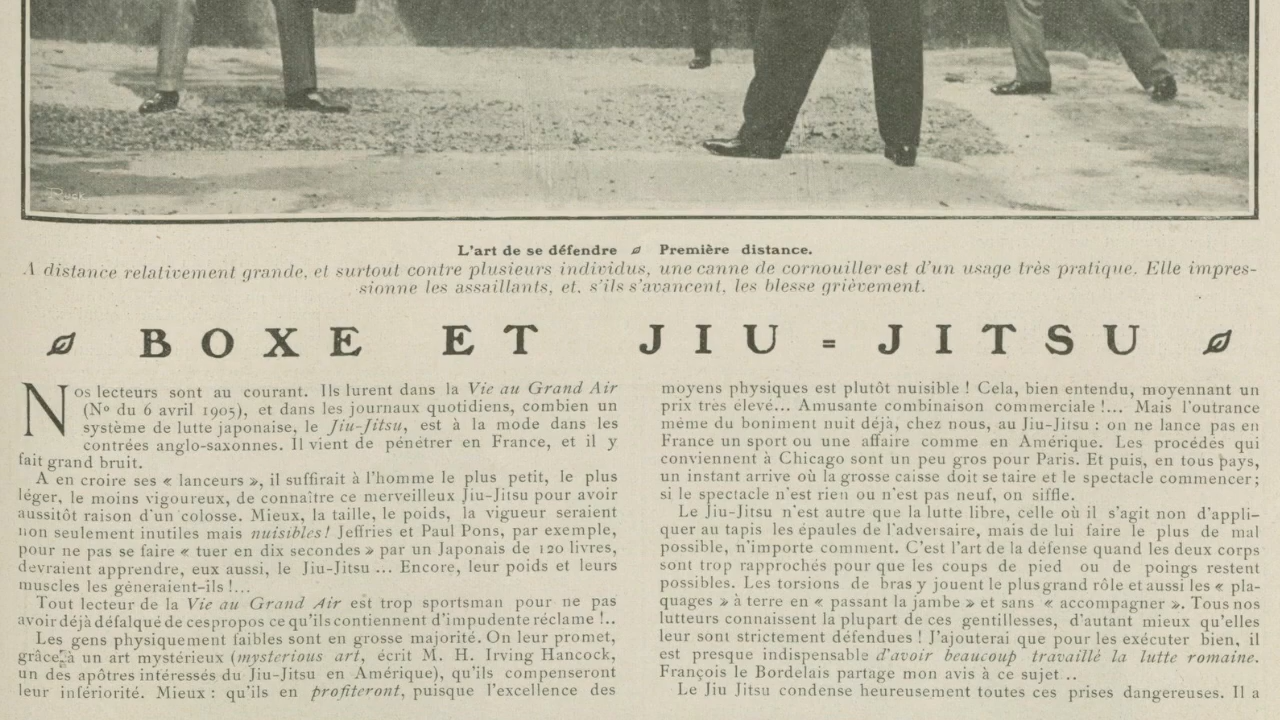 Ruck
L'art de se défendre Première distance.
A distance relativement grande, et surtout contre plusieurs individus, une canne de cornouiller est d'un usage très pratique. Elle impres-
sionne les assaillants, et, s'ils s'avancent, les blesse grièvement.
BOXE ET JIU-JITSU
Nos lecteurs sont au courant. Ils lurent dans la Vie au Grand Air
(No du 6 avril 1905), et dans les journaux quotidiens, combien un
système de lutte japonaise, le Jiu-Jitsu, est à la mode dans les
contrées anglo-saxonnes. Il vient de pénétrer en France, et il y
fait grand bruit.
A en croire ses « lanceurs », il suffirait à l'homme le plus petit, le plus
léger, le moins vigoureux, de connaître ce merveilleux Jiu-Jitsu pour avoir
aussitôt raison d'un colosse. Mieux, la taille, le poids, la vigueur seraient
non seulement inutiles mais nuisibles! Jeffries et Paul Pons, par exemple,
pour ne pas se faire « tuer en dix secondes » par un Japonais de 120 livres,
devraient apprendre, eux aussi, le Jiu-Jitsu ... Encore, leur poids et leurs
muscles les gêneraient-ils !...
Tout lecteur de la Vie au Grand Air est trop sportsman pour ne pas
avoir déjà défalqué de ces propos ce qu'ils contiennent d'impudente réclame !..
Les gens physiquement faibles sont en grosse majorité. On leur promet,
grâce à un art mystérieux (mysterious art, écrit M. H. Irving Hancock,
un des apôtres intéressés du Jiu-Jitsu en Amérique), qu'ils compenseront
leur infériorité. Mieux : qu'ils en profiteront, puisque l'excellence des
moyens physiques est plutôt nuisible ! Cela, bien entendu, moyennant un
prix très élevé... Amusante combinaison commerciale !... Mais l'outrance
même du boniment nuit déjà, chez nous, au Jiu-Jitsu : on ne lance pas en
France un sport ou une affaire comme en Amérique. Les procédés qui
conviennent à Chicago sont un peu gros pour Paris. Et puis, en tous pays,
un instant arrive où la grosse caisse doit se taire et le spectacle commencer;
si le spectacle n'est rien ou n'est pas neuf, on siffle.
Le Jiu-Jitsu n'est autre que la lutte libre, celle où il s'agit non d'appli-
quer au tapis les épaules de l'adversaire, mais de lui faire le plus de mal
possible, n'importe comment. C'est l'art de la défense quand les deux corps
sont trop rapprochés pour que les coups de pied ou de poings restent
possibles. Les torsions de bras y jouent le plus grand rôle et aussi les « pla-
quages » à terre en « passant la jambe » et sans « accompagner ». Tous nos
lutteurs connaissent la plupart de ces gentillesses, d'autant mieux qu'elles
leur sont strictement défendues ! J'ajouterai que pour les exécuter bien, il
est presque indispensable d'avoir beaucoup travaillé la lutte romaine.
François le Bordelais partage mon avis à ce sujet ..
Le Jiu Jitsu condense heureusement toutes ces prises dangereuses. Il a